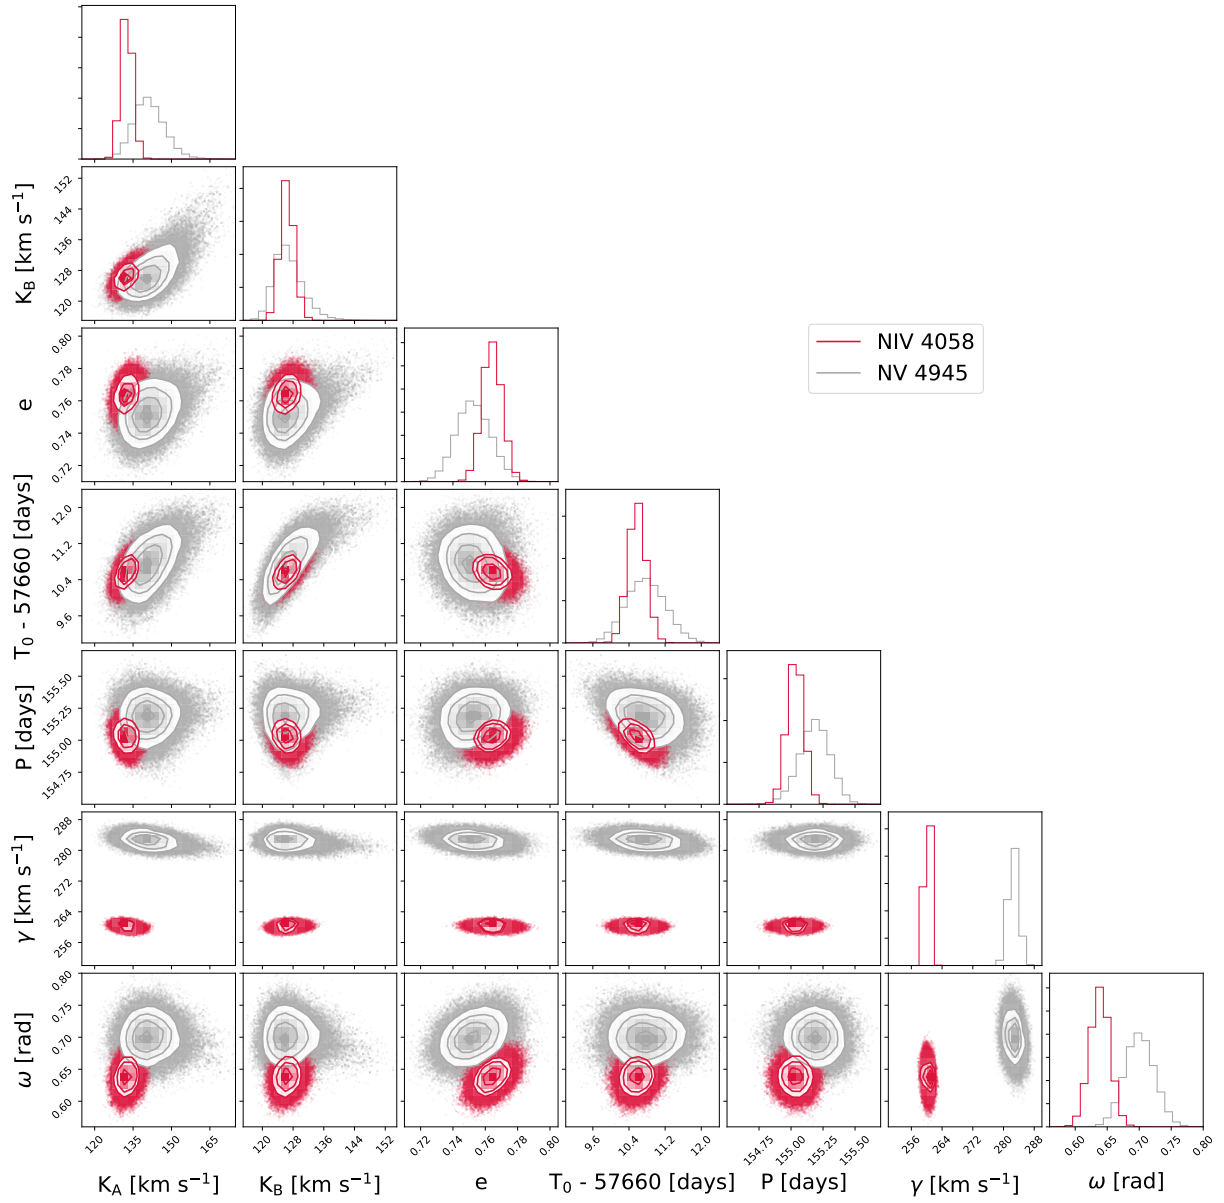 NIV 4058
NV 4945
K_B [km s⁻¹]
152
144
136
128
120
e
0.80
0.78
0.76
0.74
0.72
T₀ - 57660 [days]
12.0
11.2
10.4
9.6
P [days]
155.50
155.25
155.00
154.75
γ [km s⁻¹]
288
280
272
264
256
ω [rad]
0.80
0.75
0.70
0.65
0.60
120 135 150 165 120 128 136 144 152 0.72 0.74 0.76 0.78 0.80 9.6 10.4 11.2 12.0 154.75 155.00 155.25 155.50 256 264 272 280 288 0.60 0.65 0.70 0.75 0.80
K_A [km s⁻¹] K_B [km s⁻¹] e T₀ - 57660 [days] P [days] γ [km s⁻¹] ω [rad]